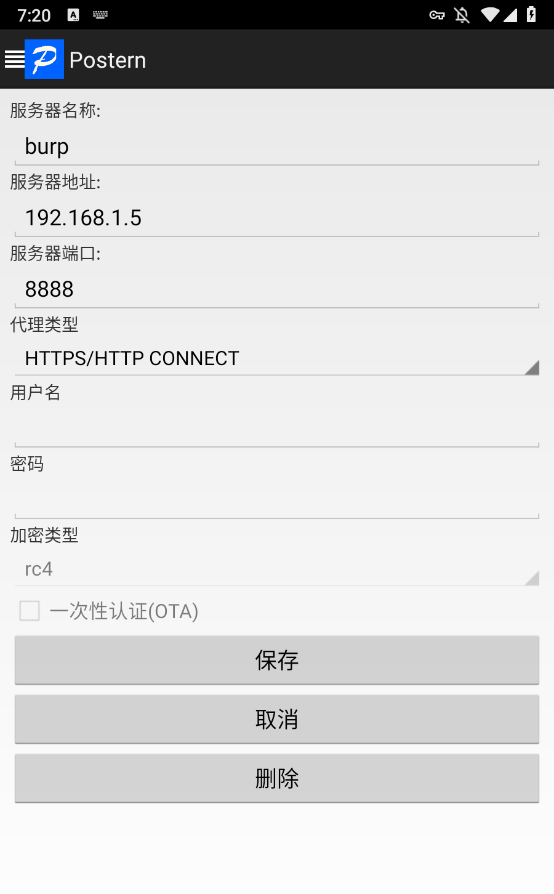 7:20
Postern
服务器名称:
burp
服务器地址:
192.168.1.5
服务器端口:
8888
代理类型
HTTPS/HTTP CONNECT
用户名
密码
加密类型
rc4
一次性认证(OTA)
保存
取消
删除